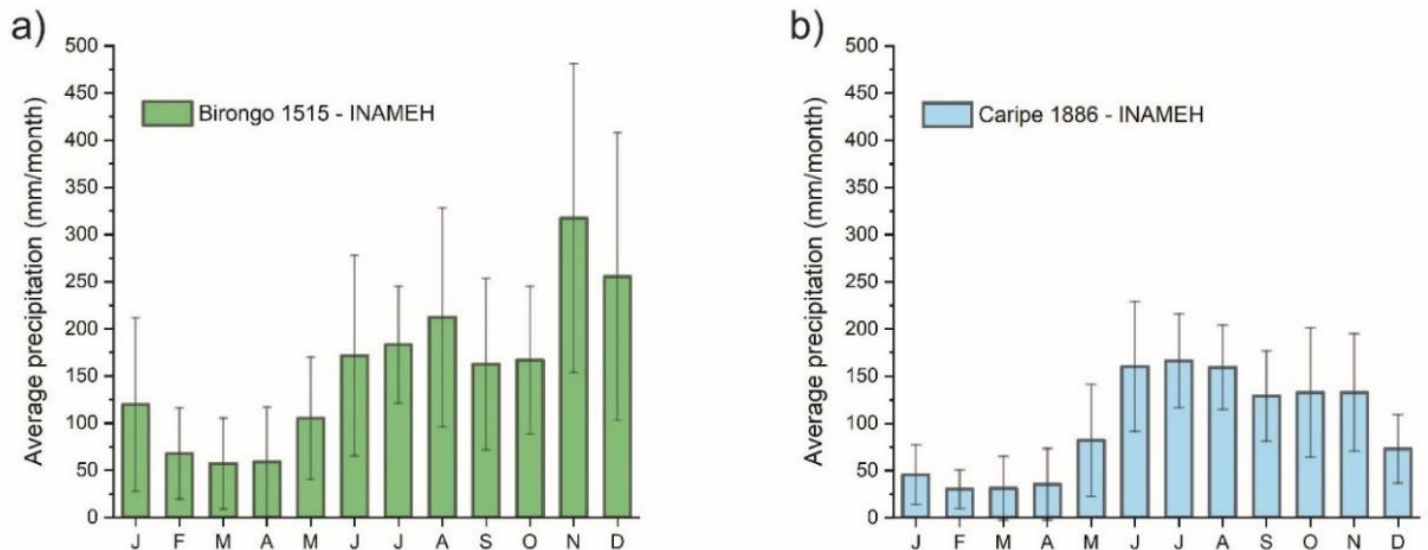 a)
Average precipitation (mm/month)
500
450
400
350
300
250
200
150
100
50
0
Birongo 1515 - INAMEH
J F M A M J J A S O N D
b)
Average precipitation (mm/month)
500
450
400
350
300
250
200
150
100
50
0
Caripe 1886 - INAMEH
J F M A M J J A S O N D